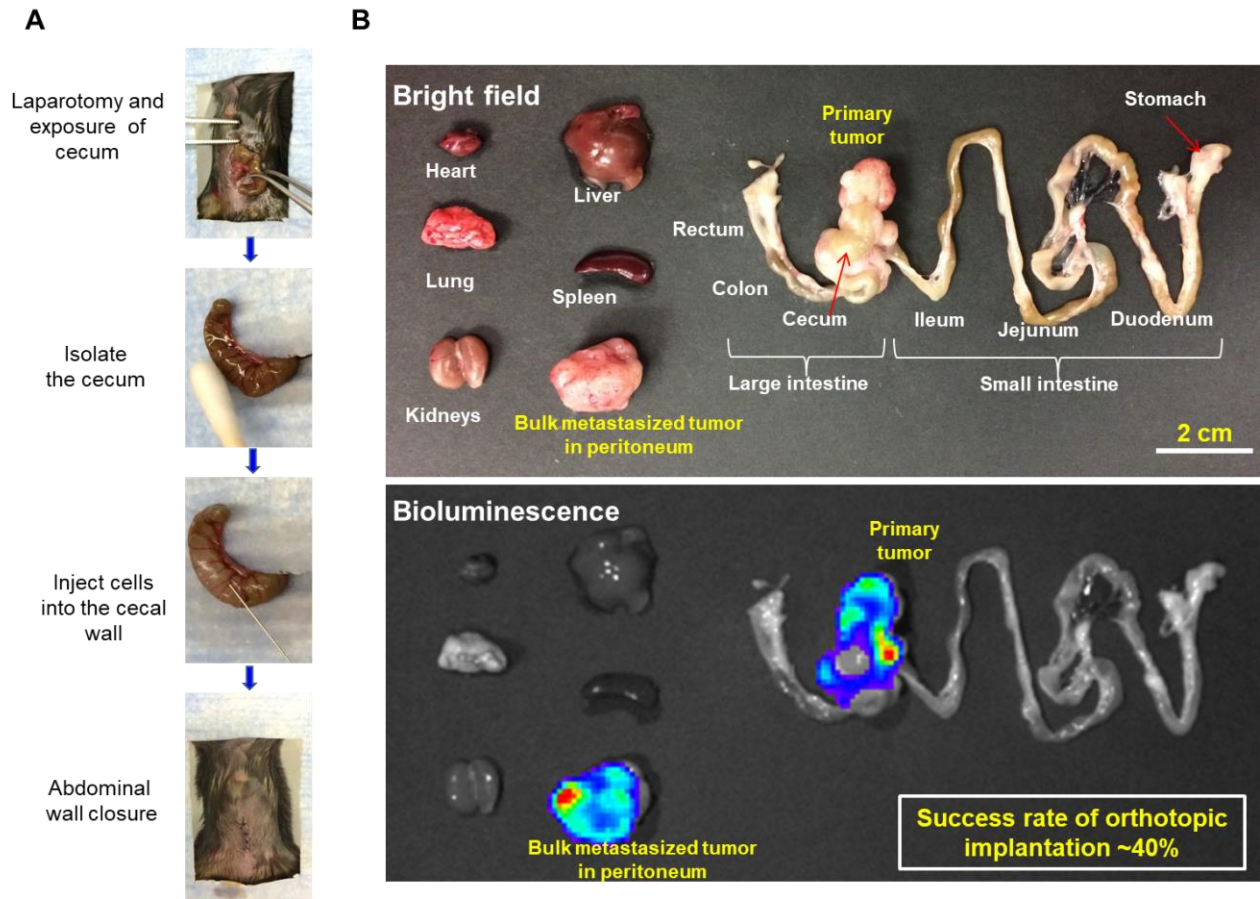 A
Laparotomy and
exposure of
cecum
Isolate
the cecum
Inject cells
into the cecal
wall
Abdominal
wall closure
B
Bright field
Heart
Liver
Lung
Spleen
Kidneys
Bulk metastasized tumor
in peritoneum
Primary
tumor
Stomach
Rectum
Colon
Cecum
Ileum
Jejunum
Duodenum
Large intestine
Small intestine
2 cm
Bioluminescence
Primary
tumor
Bulk metastasized tumor
in peritoneum
Success rate of orthotopic
implantation ~40%